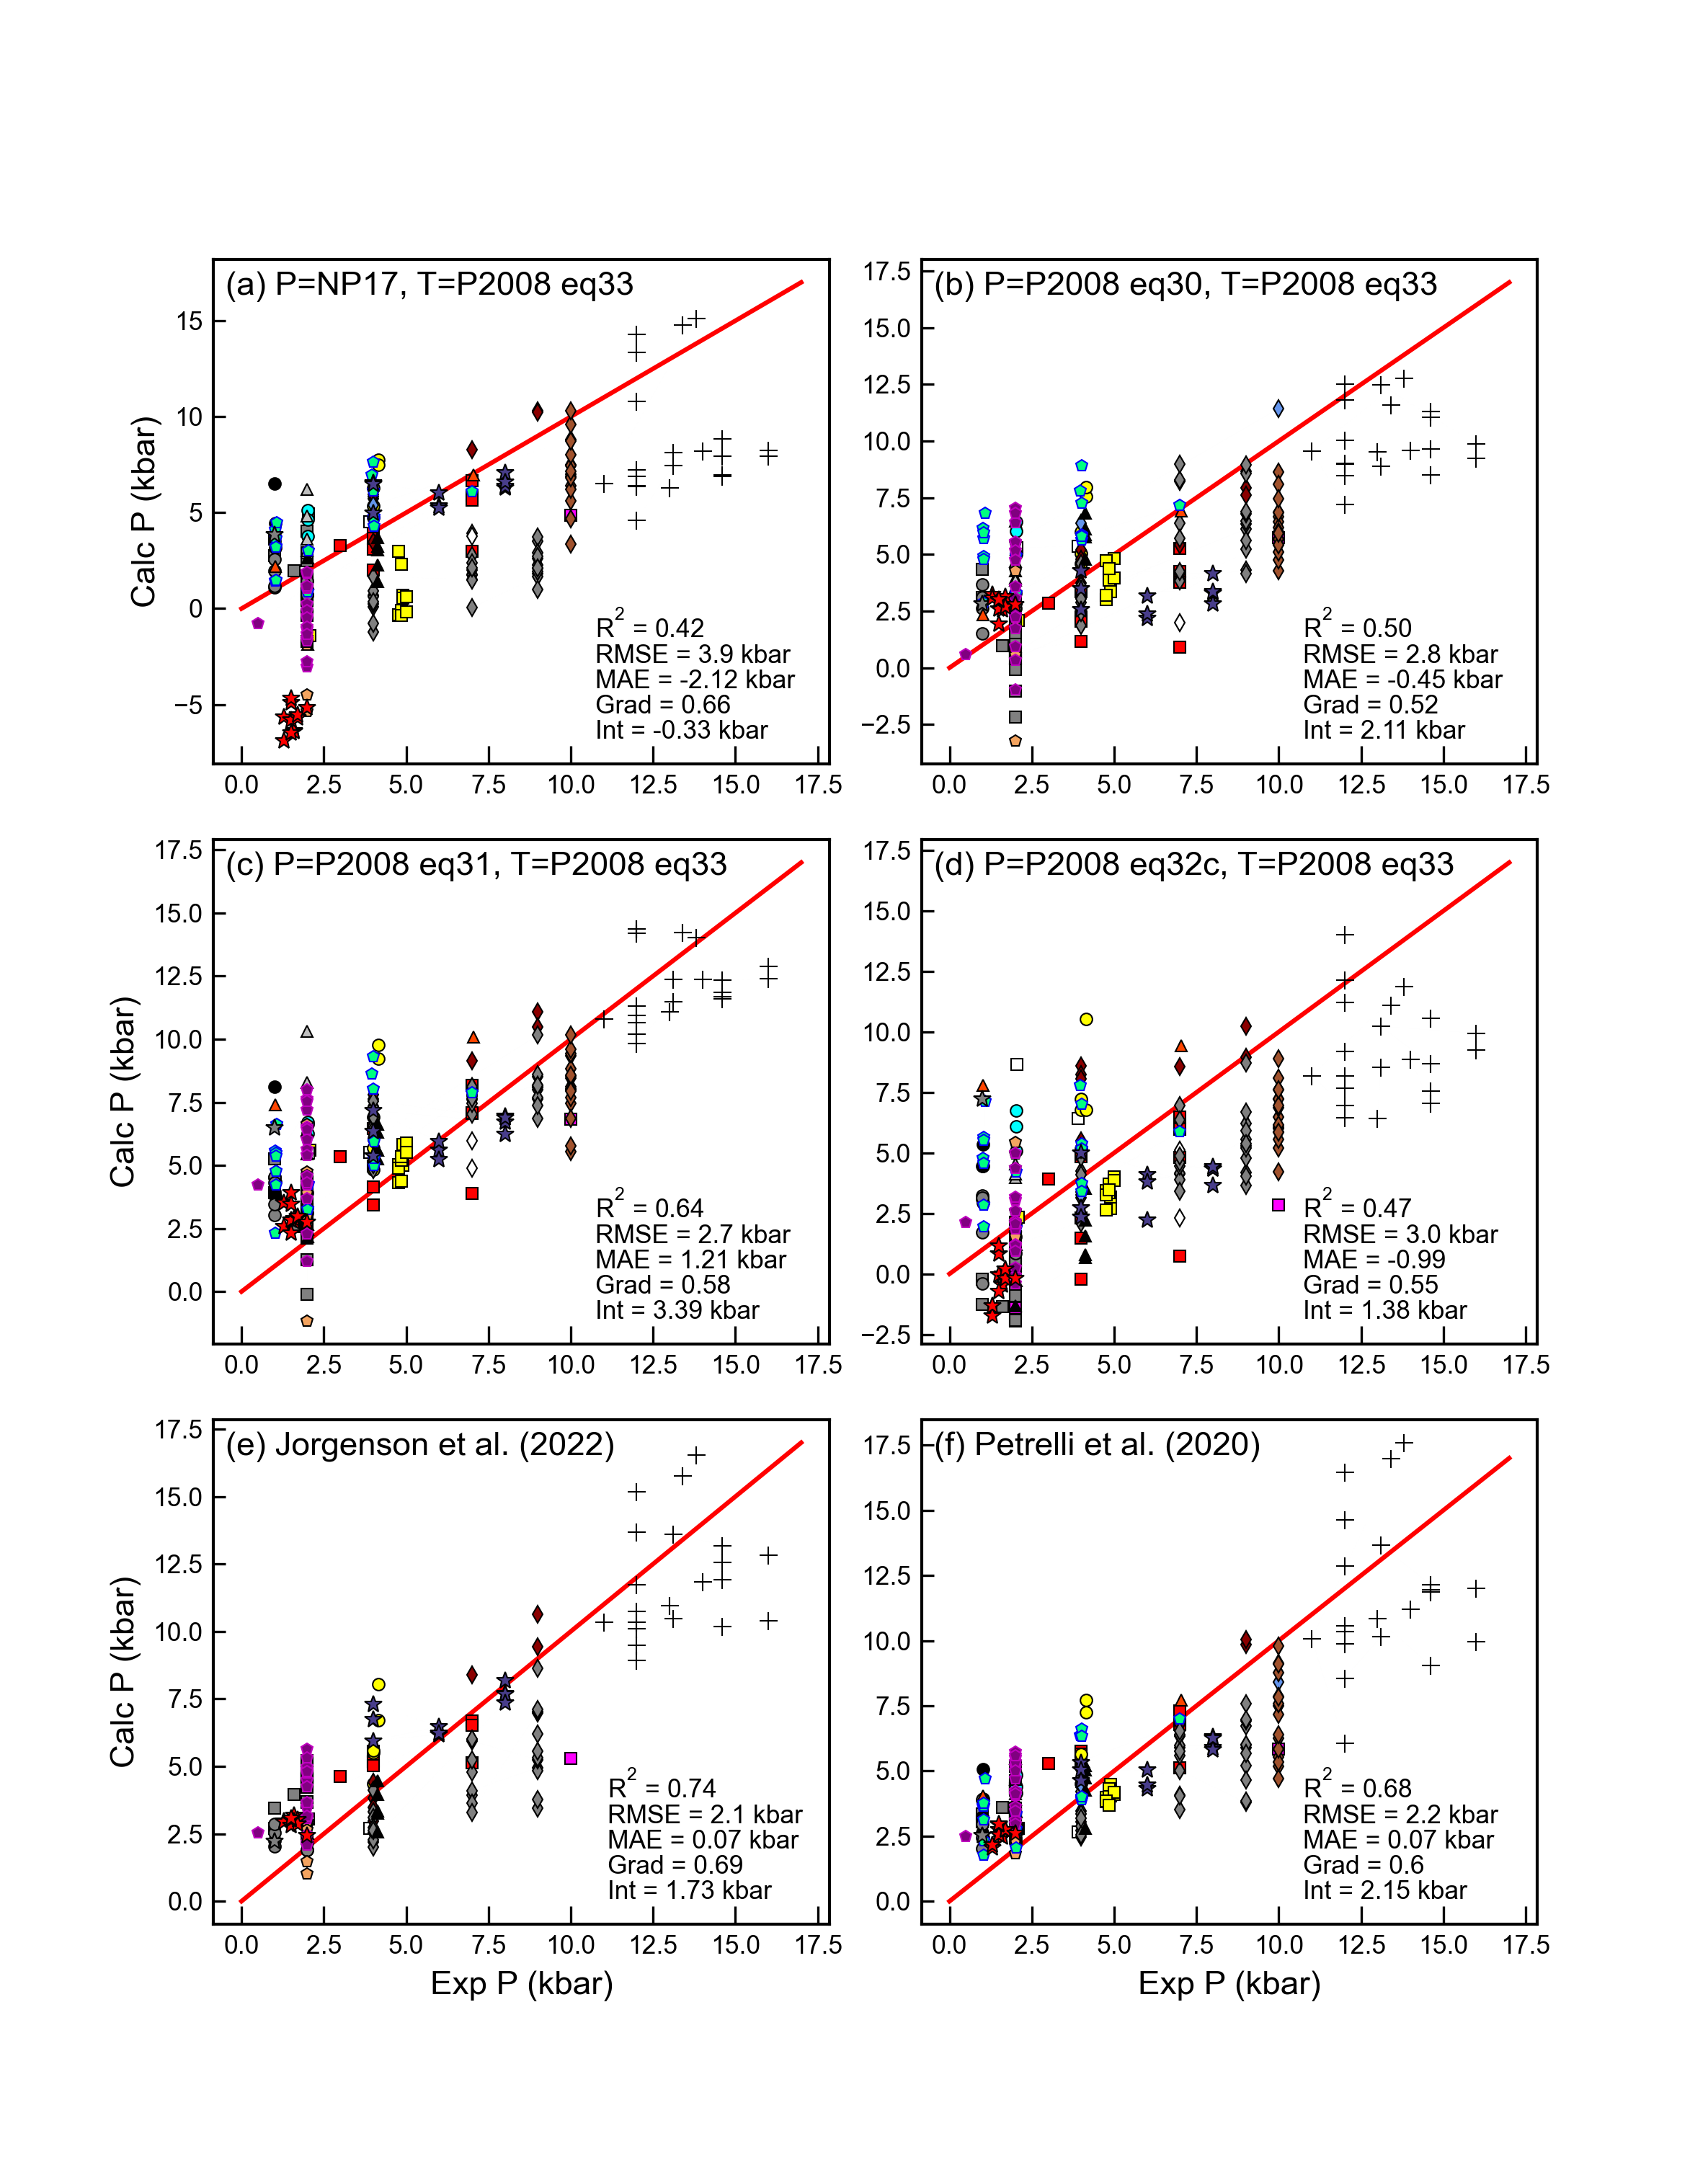 (a) P=NP17, T=P2008 eq33
15
10
5
0
−5
Calc P (kbar)
R² = 0.42
RMSE = 3.9 kbar
MAE = -2.12 kbar
Grad = 0.66
Int = -0.33 kbar
0.0 2.5 5.0 7.5 10.0 12.5 15.0 17.5
(b) P=P2008 eq30, T=P2008 eq33
17.5
15.0
12.5
10.0
7.5
5.0
2.5
0.0
−2.5
R² = 0.50
RMSE = 2.8 kbar
MAE = -0.45 kbar
Grad = 0.52
Int = 2.11 kbar
0.0 2.5 5.0 7.5 10.0 12.5 15.0 17.5
(c) P=P2008 eq31, T=P2008 eq33
17.5
15.0
12.5
10.0
7.5
5.0
2.5
0.0
Calc P (kbar)
R² = 0.64
RMSE = 2.7 kbar
MAE = 1.21 kbar
Grad = 0.58
Int = 3.39 kbar
0.0 2.5 5.0 7.5 10.0 12.5 15.0 17.5
(d) P=P2008 eq32c, T=P2008 eq33
17.5
15.0
12.5
10.0
7.5
5.0
2.5
0.0
−2.5
R² = 0.47
RMSE = 3.0 kbar
MAE = -0.99
Grad = 0.55
Int = 1.38 kbar
0.0 2.5 5.0 7.5 10.0 12.5 15.0 17.5
(e) Jorgenson et al. (2022)
17.5
15.0
12.5
10.0
7.5
5.0
2.5
0.0
Calc P (kbar)
R² = 0.74
RMSE = 2.1 kbar
MAE = 0.07 kbar
Grad = 0.69
Int = 1.73 kbar
0.0 2.5 5.0 7.5 10.0 12.5 15.0 17.5
Exp P (kbar)
(f) Petrelli et al. (2020)
17.5
15.0
12.5
10.0
7.5
5.0
2.5
0.0
R² = 0.68
RMSE = 2.2 kbar
MAE = 0.07 kbar
Grad = 0.6
Int = 2.15 kbar
0.0 2.5 5.0 7.5 10.0 12.5 15.0 17.5
Exp P (kbar)